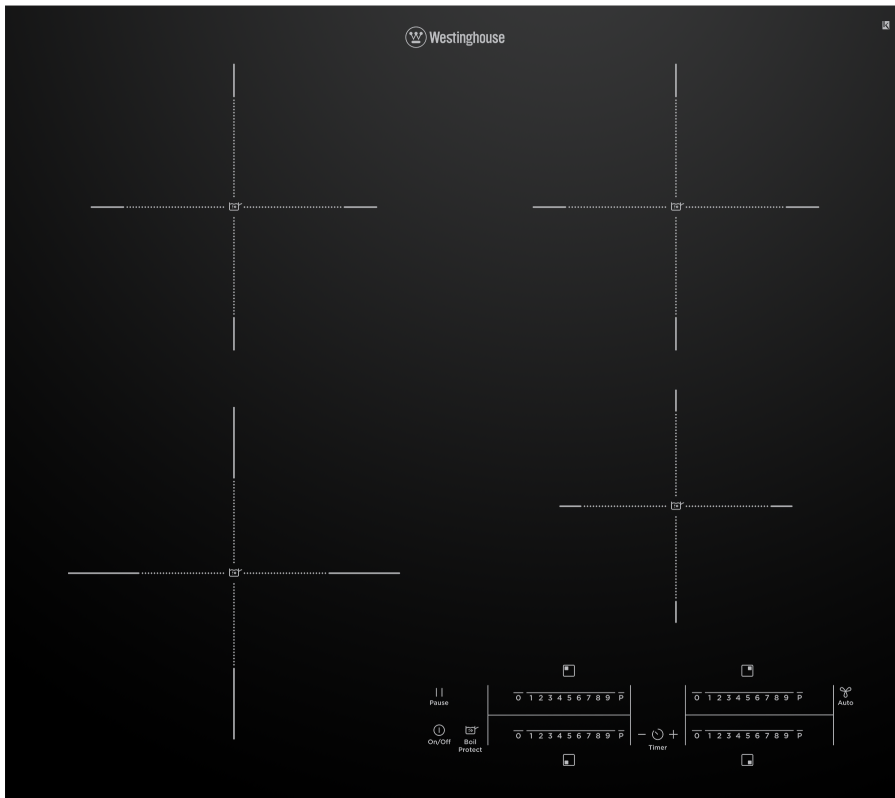 Westinghouse
Pause
0 1 2 3 4 5 6 7 8 9 P
0 1 2 3 4 5 6 7 8 9 P
Auto
On/Off
Boil
Protect
0 1 2 3 4 5 6 7 8 9 P
− Timer +
0 1 2 3 4 5 6 7 8 9 P